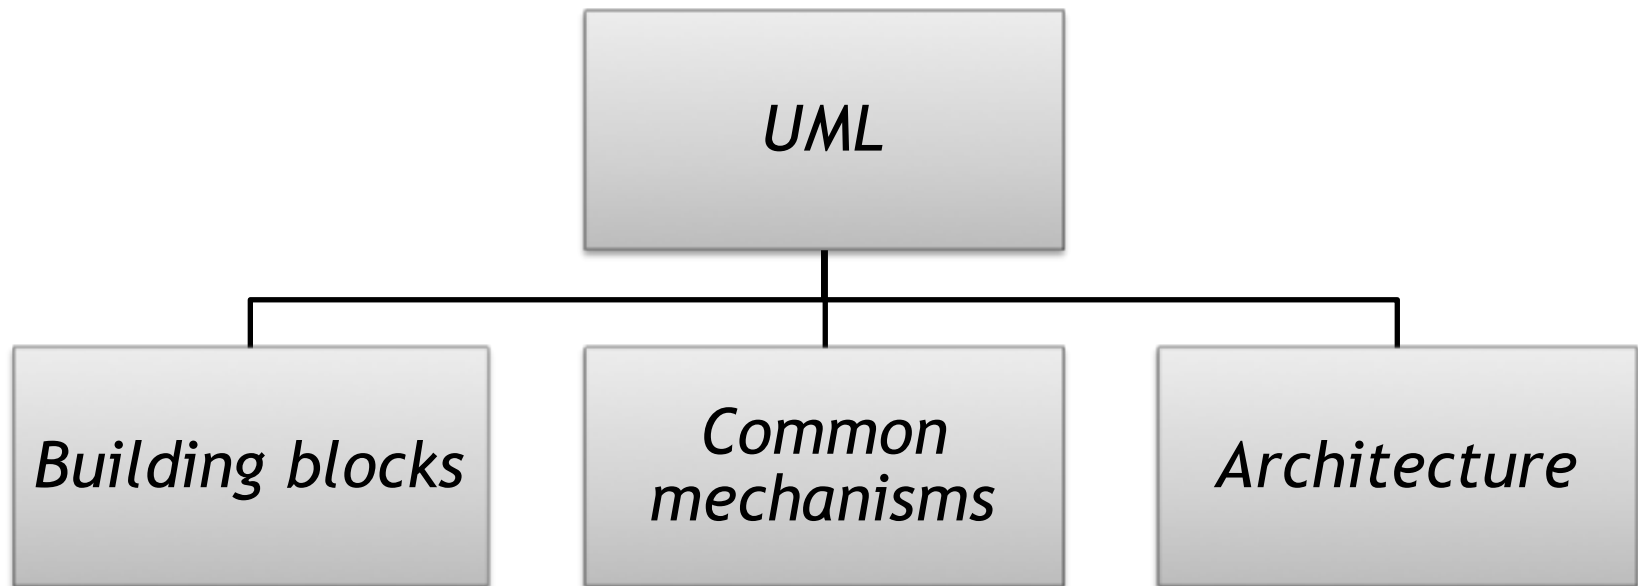 UML
Building blocks
Common
mechanisms
Architecture